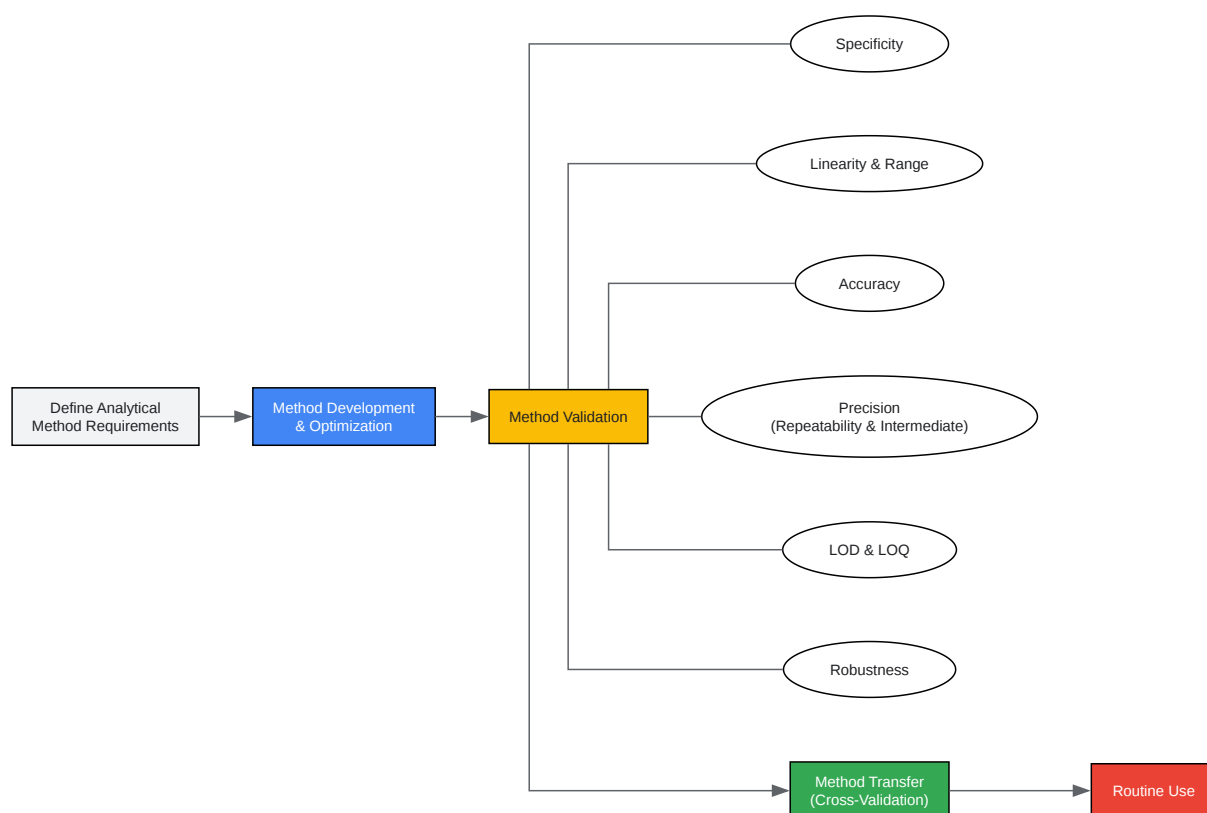 Specificity
Linearity & Range
Accuracy
Define Analytical
Method Requirements
Method Development
& Optimization
Method Validation
Precision
(Repeatability & Intermediate)
LOD & LOQ
Robustness
Method Transfer
(Cross-Validation)
Routine Use